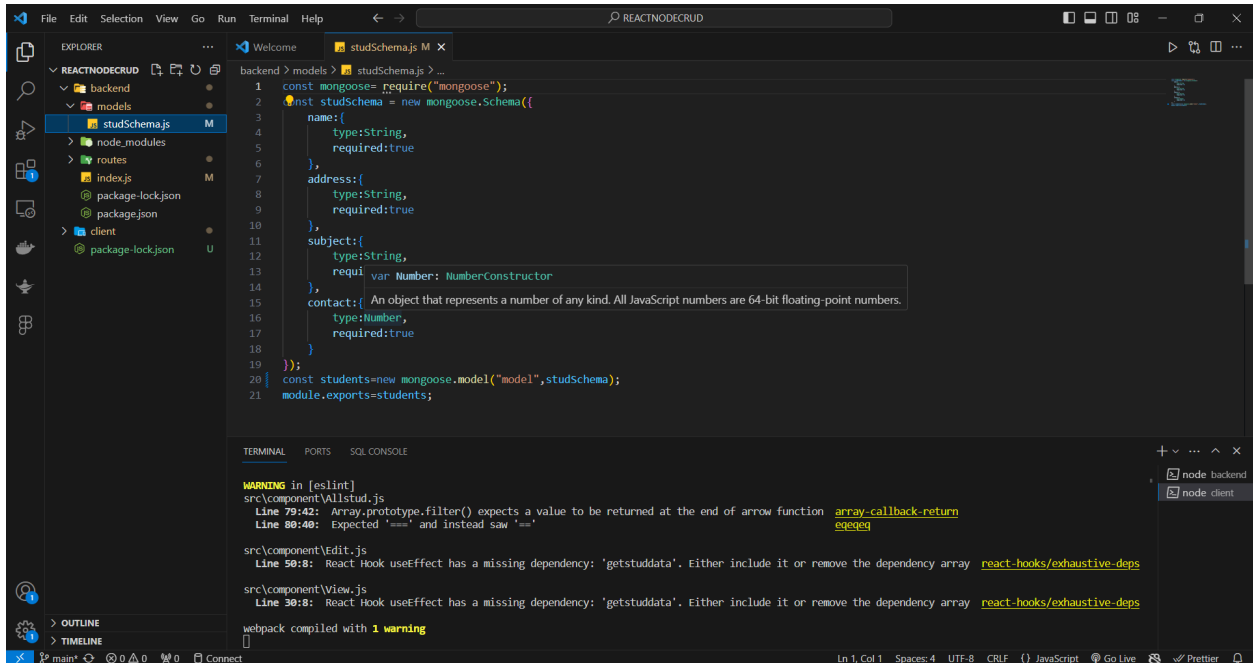 File Edit Selection View Go Run Terminal Help
REACTNODECRUD
EXPLORER
REACTNODECRUD
backend
models
JS studSchema.js M
node_modules
routes
JS index.js M
package-lock.json
package.json
client
package-lock.json U
OUTLINE
TIMELINE
Welcome
JS studSchema.js M
backend > models > JS studSchema.js > ...
1 const mongoose= require("mongoose");
2 const studSchema = new mongoose.Schema({
3 name:{
4 type:String,
5 required:true
6 },
7 address:{
8 type:String,
9 required:true
10 },
11 subject:{
12 type:String,
13 requi
var Number: NumberConstructor
An object that represents a number of any kind. All JavaScript numbers are 64-bit floating-point numbers.
14 },
15 contact:{
16 type:Number,
17 required:true
18 }
19 });
20 const students=new mongoose.model("model",studSchema);
21 module.exports=students;
TERMINAL PORTS SQL CONSOLE
node backend
node client
WARNING in [eslint]
src\component\Allstud.js
Line 79:42: Array.prototype.filter() expects a value to be returned at the end of arrow function array-callback-return
Line 80:40: Expected '===' and instead saw '==' eqeqeq
src\component\Edit.js
Line 50:8: React Hook useEffect has a missing dependency: 'getstuddata'. Either include it or remove the dependency array react-hooks/exhaustive-deps
src\component\View.js
Line 30:8: React Hook useEffect has a missing dependency: 'getstuddata'. Either include it or remove the dependency array react-hooks/exhaustive-deps
webpack compiled with 1 warning
main* 0 0 0 Connect Ln 1, Col 1 Spaces: 4 UTF-8 CRLF {} JavaScript Go Live Prettier